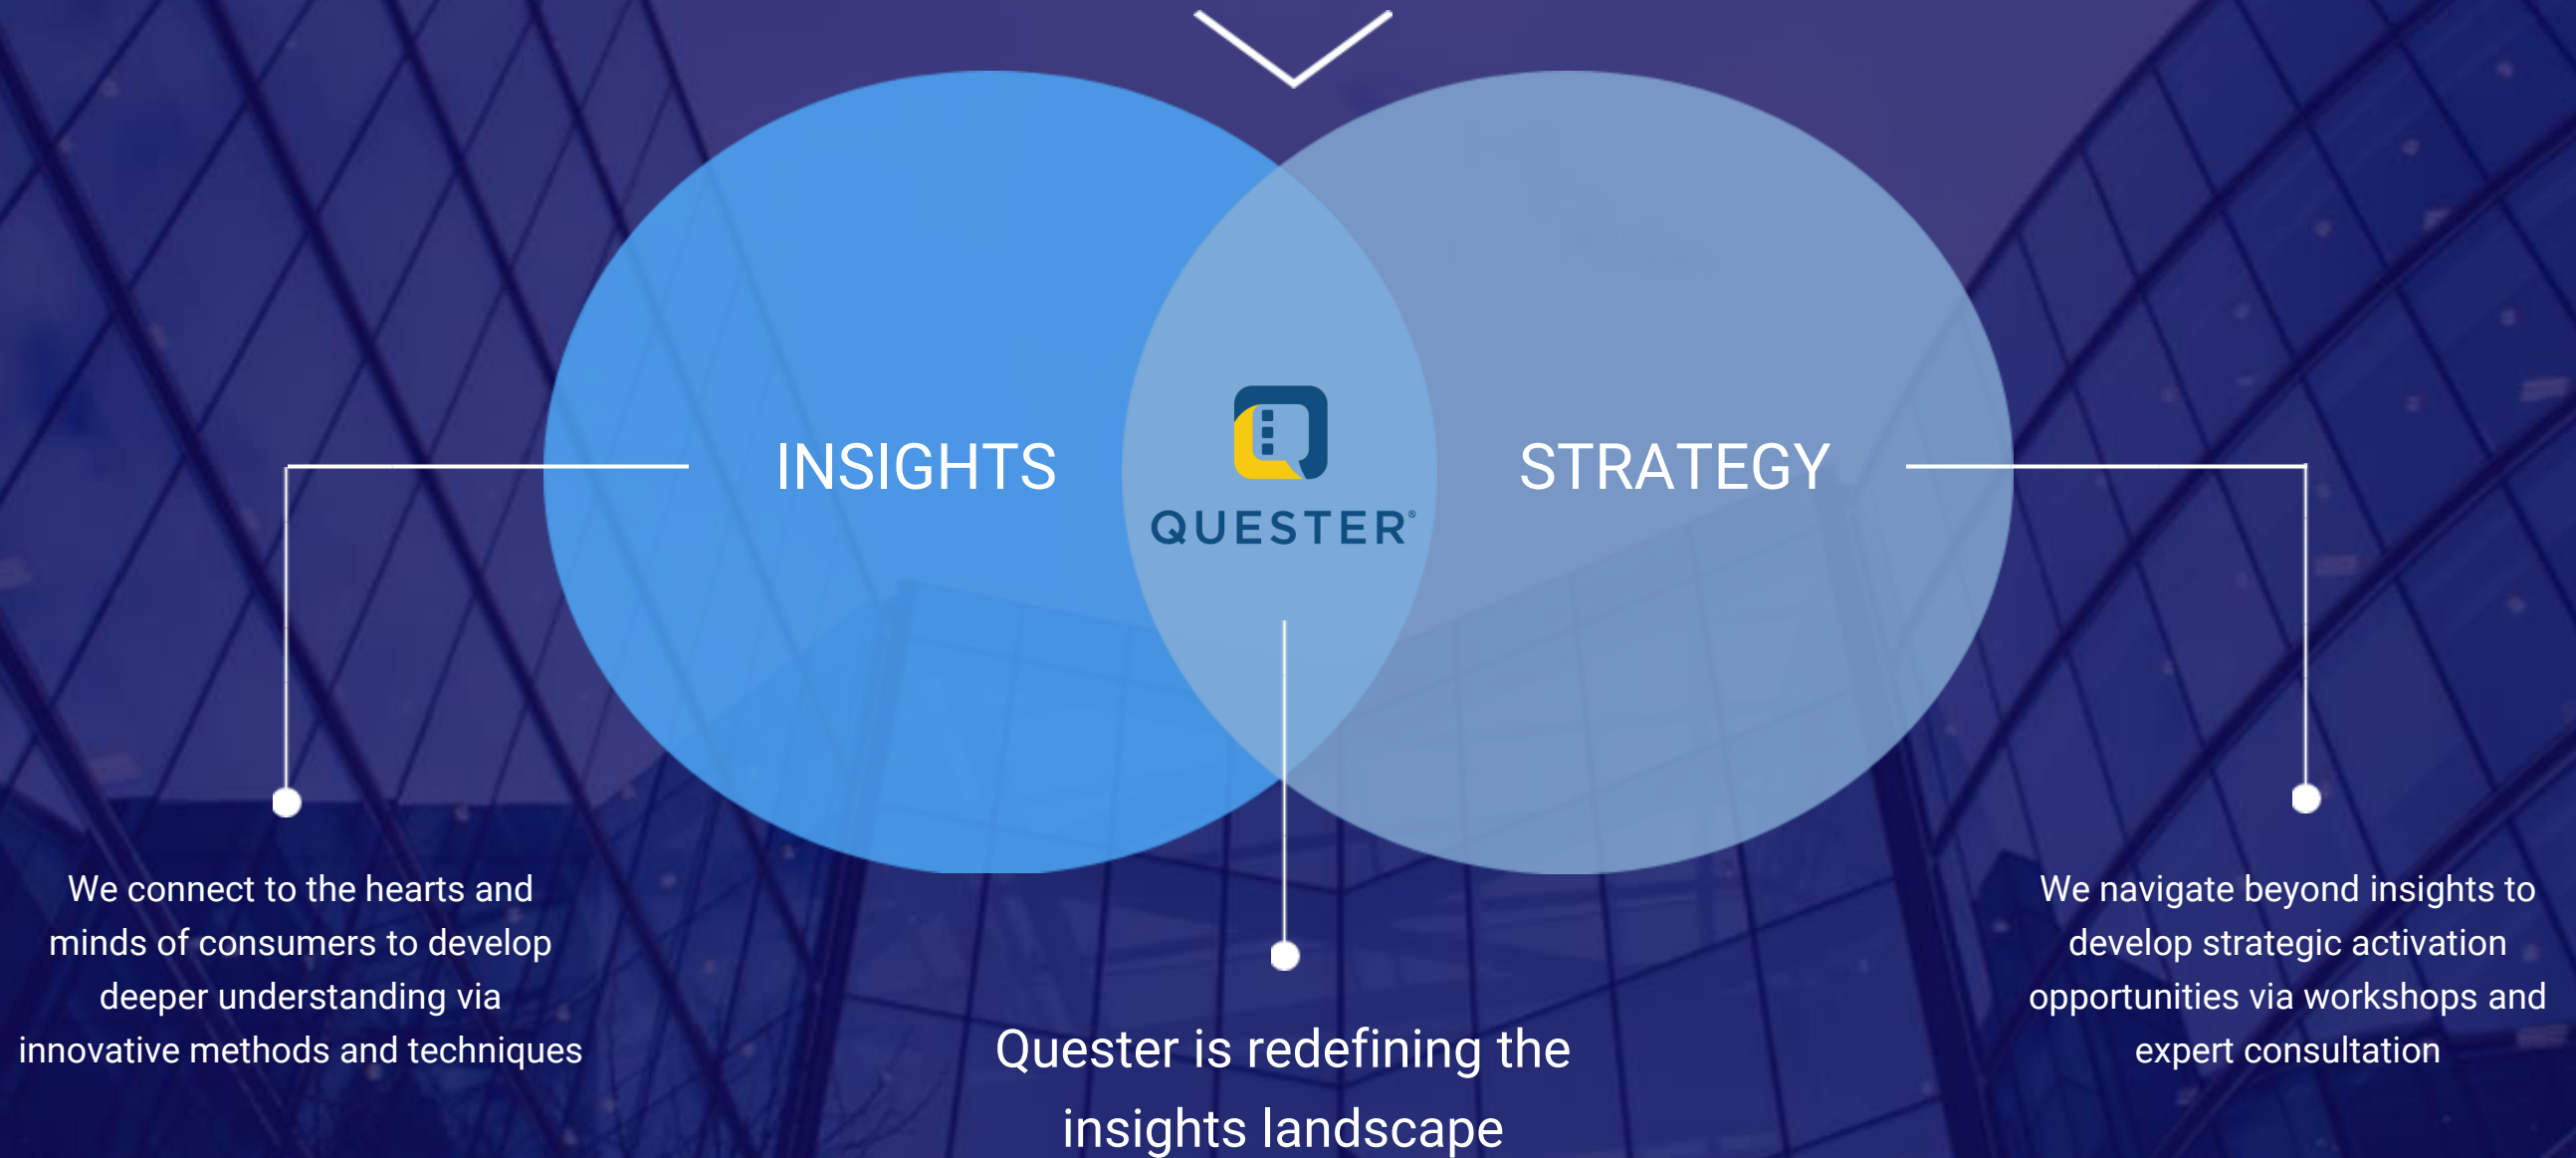 INSIGHTS
QUESTER®
STRATEGY
We connect to the hearts and
minds of consumers to develop
deeper understanding via
innovative methods and techniques
Quester is redefining the
insights landscape
We navigate beyond insights to
develop strategic activation
opportunities via workshops and
expert consultation